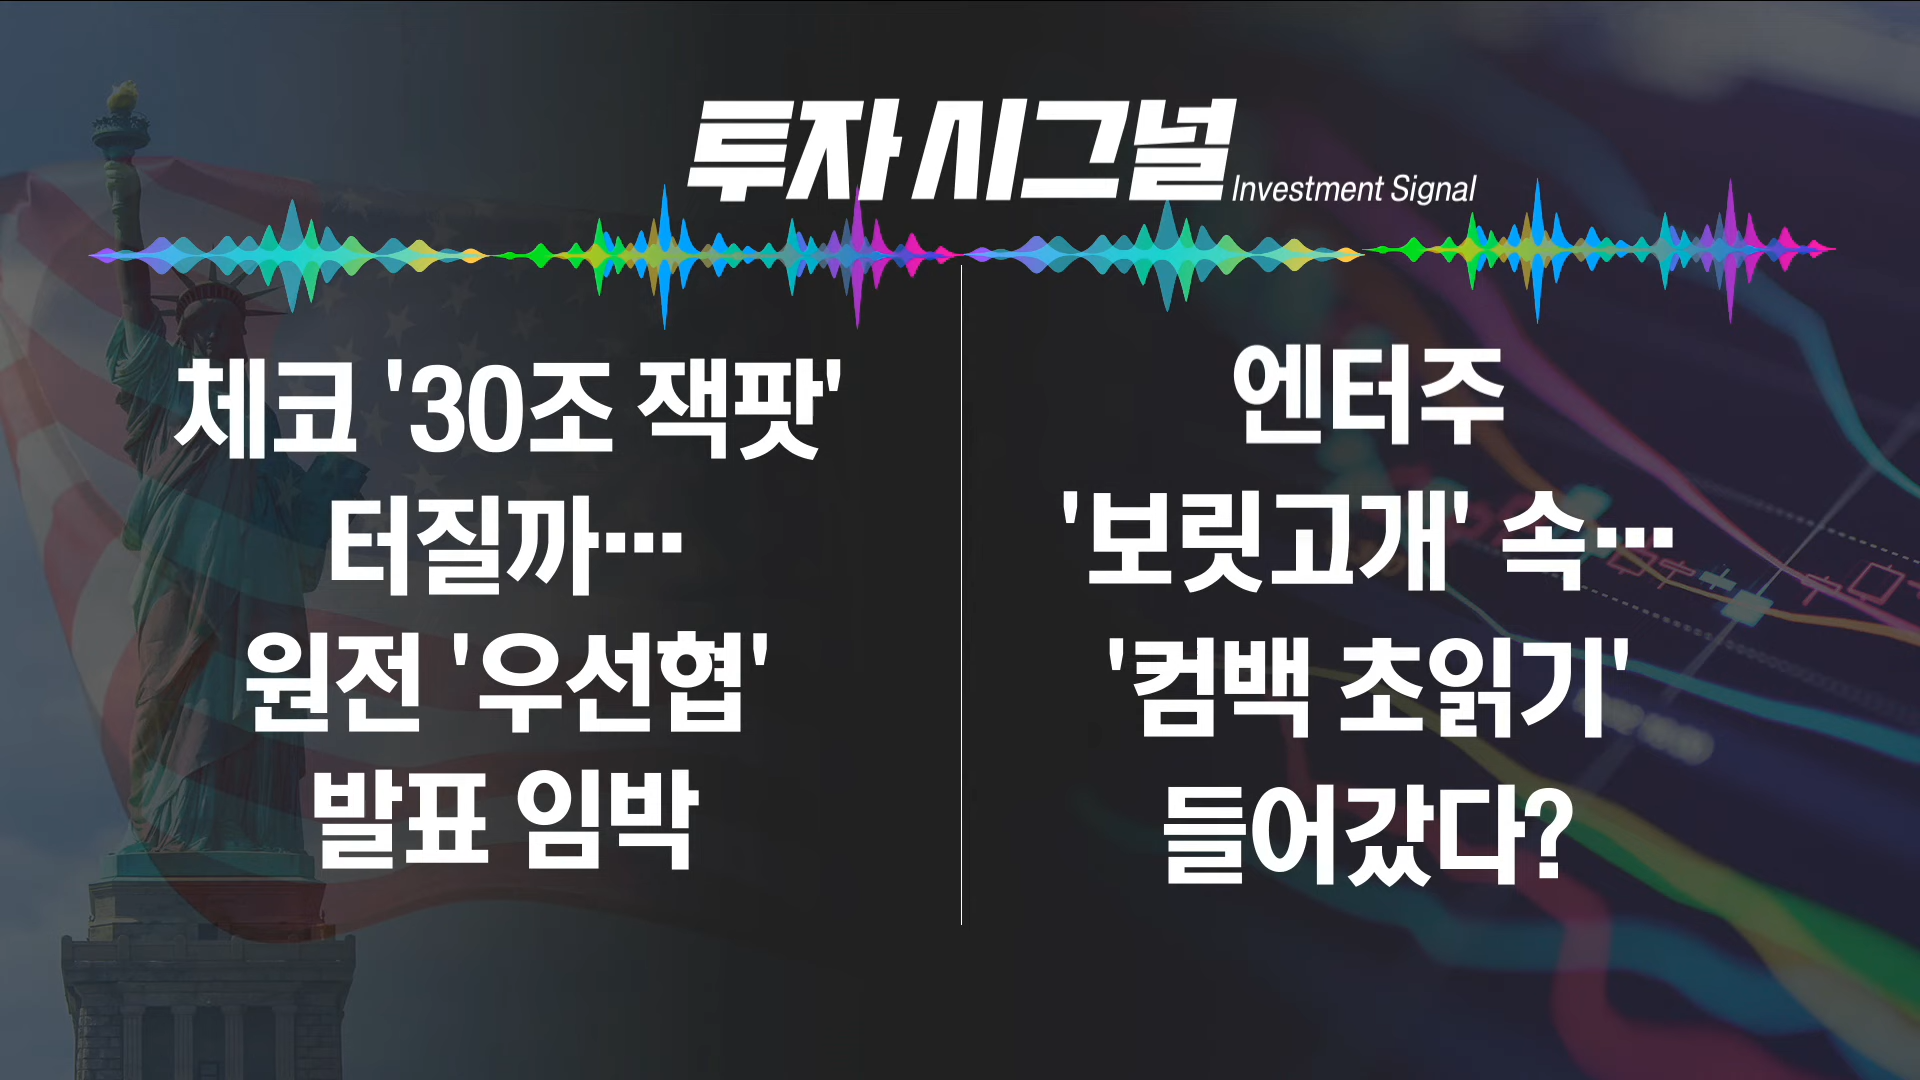 투자 시그널
Investment Signal
체코 '30조 잭팟'
터질까…
원전 '우선협'
발표 임박
엔터주
'보릿고개' 속…
'컴백 초읽기'
들어갔다?